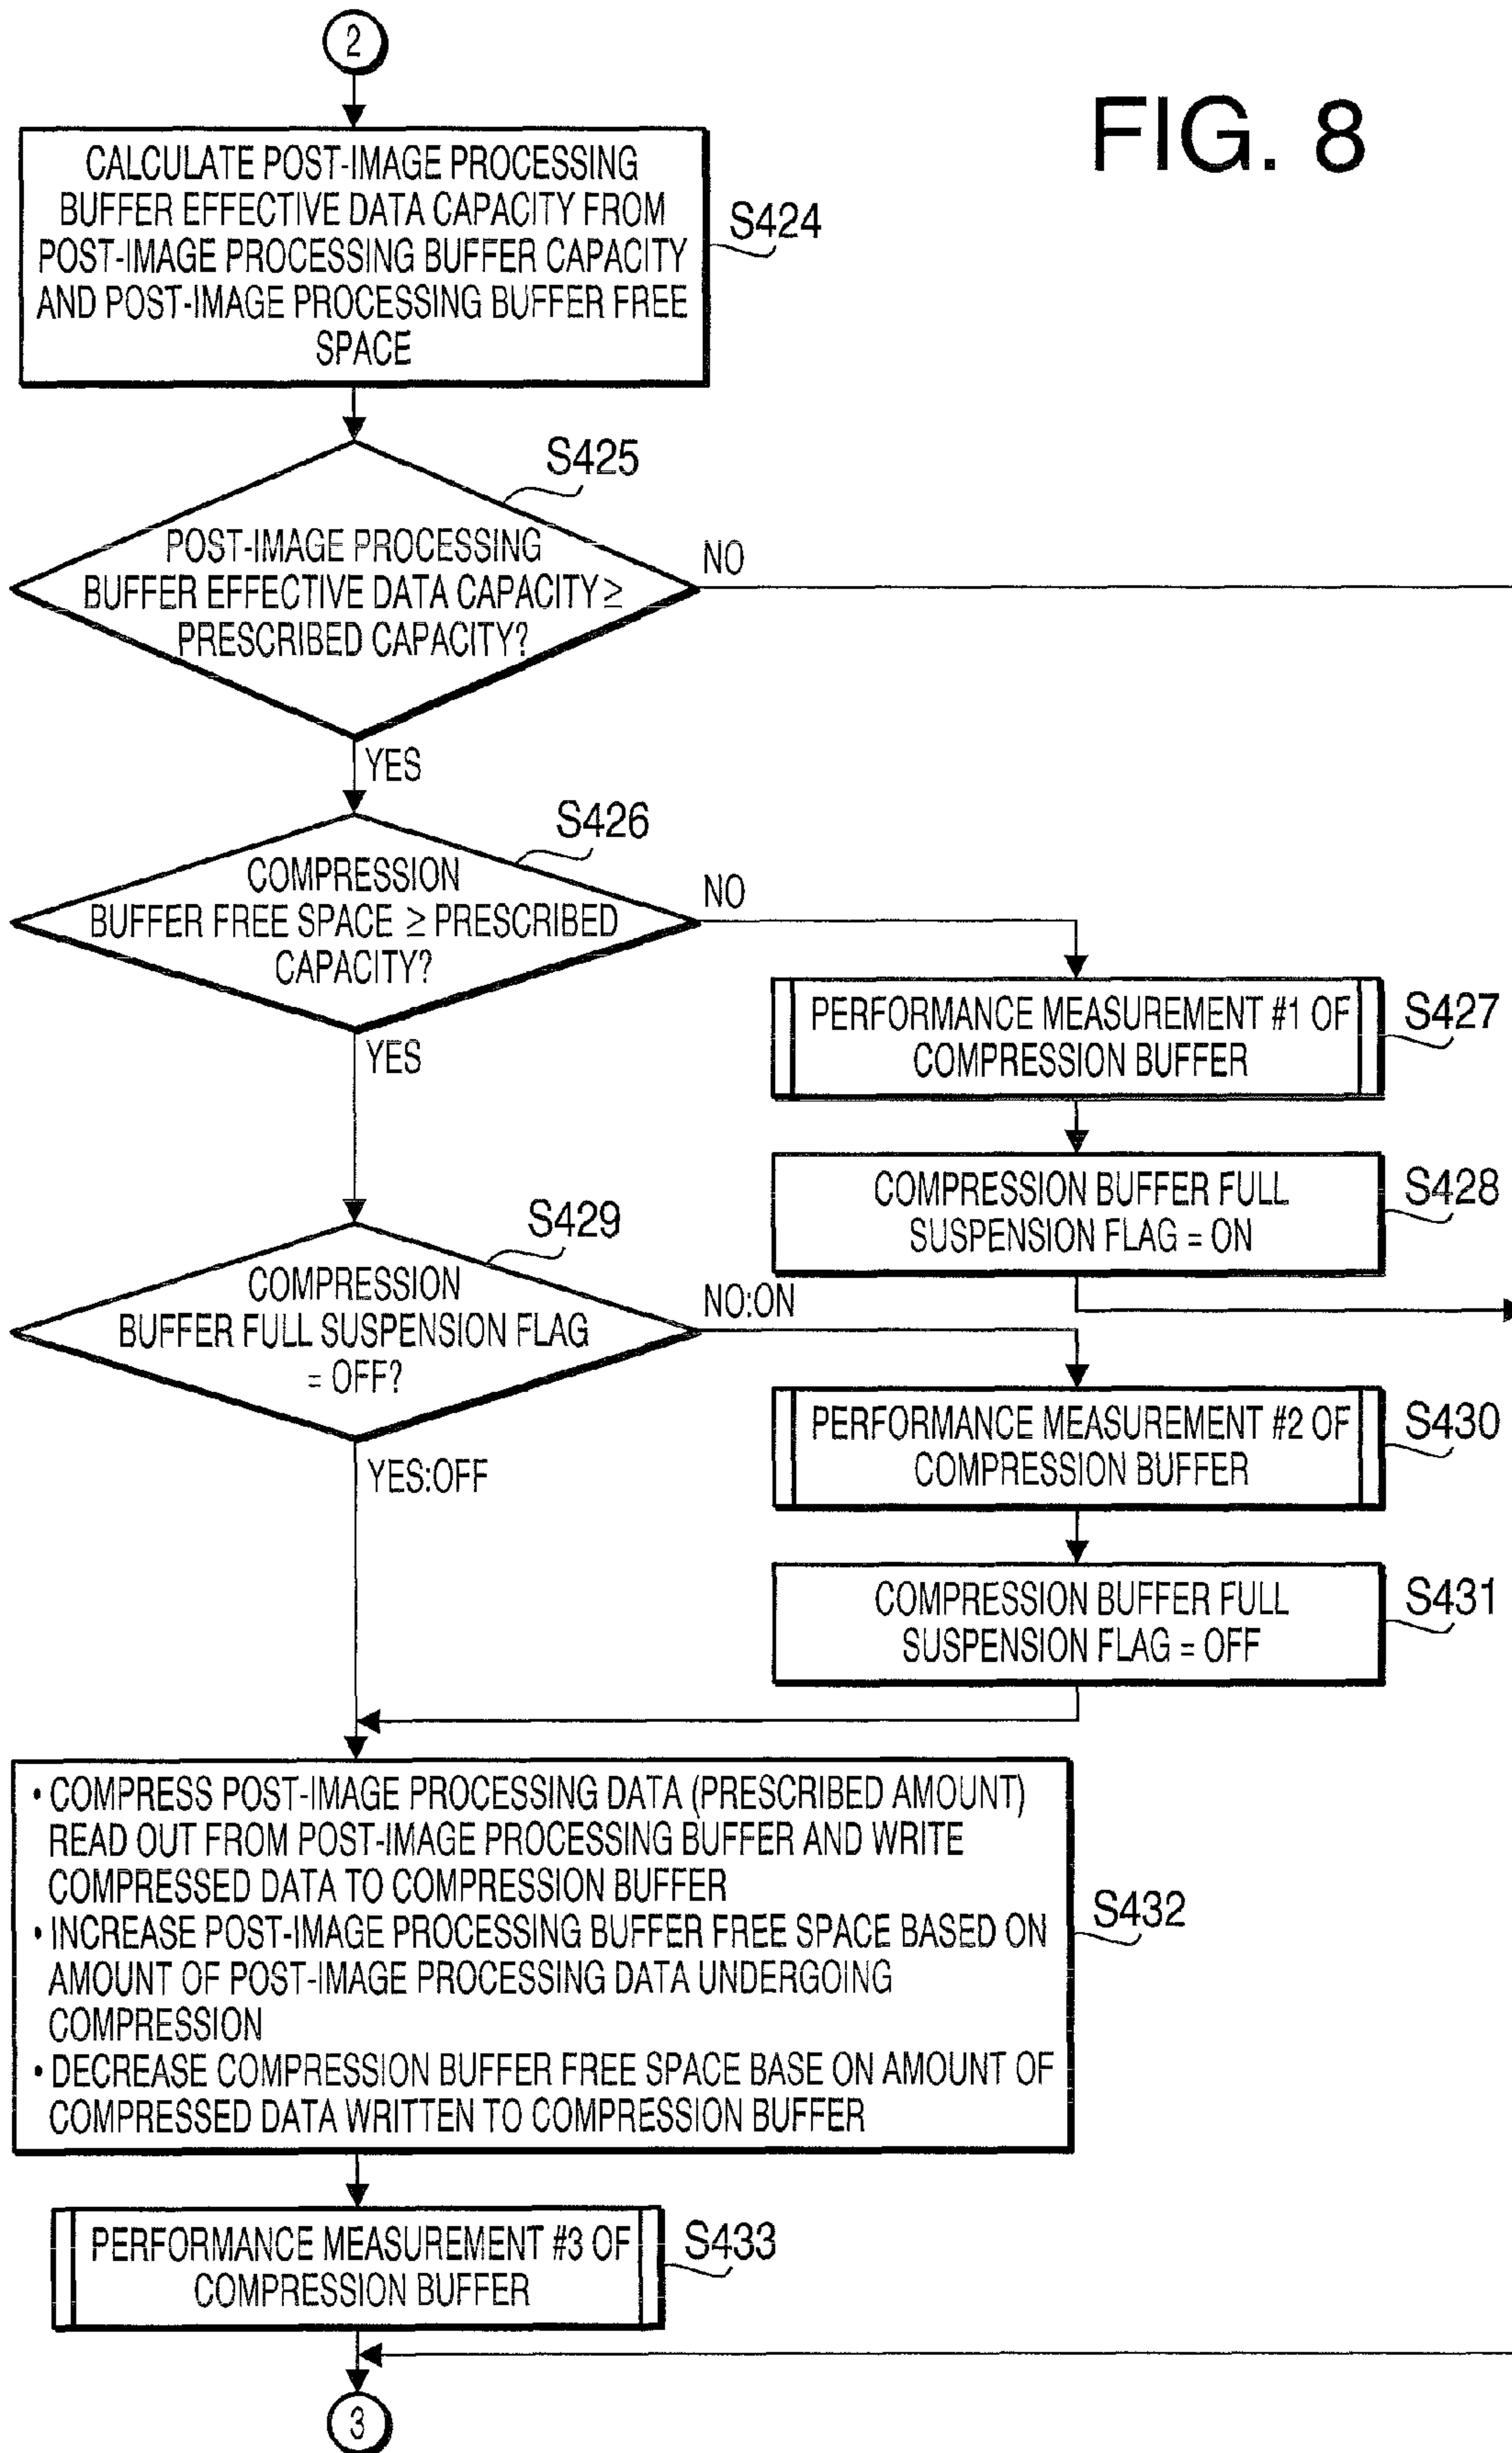 2
FIG. 8
CALCULATE POST-IMAGE PROCESSING
BUFFER EFFECTIVE DATA CAPACITY FROM
POST-IMAGE PROCESSING BUFFER CAPACITY
AND POST-IMAGE PROCESSING BUFFER FREE
SPACE
S424
S425
POST-IMAGE PROCESSING
BUFFER EFFECTIVE DATA CAPACITY ≥
PRESCRIBED CAPACITY?
NO
YES
S426
COMPRESSION
BUFFER FREE SPACE ≥ PRESCRIBED
CAPACITY?
NO
YES
PERFORMANCE MEASUREMENT #1 OF
COMPRESSION BUFFER
S427
COMPRESSION BUFFER FULL
SUSPENSION FLAG = ON
S428
S429
COMPRESSION
BUFFER FULL SUSPENSION FLAG
= OFF?
NO:ON
YES:OFF
PERFORMANCE MEASUREMENT #2 OF
COMPRESSION BUFFER
S430
COMPRESSION BUFFER FULL
SUSPENSION FLAG = OFF
S431
• COMPRESS POST-IMAGE PROCESSING DATA (PRESCRIBED AMOUNT)
READ OUT FROM POST-IMAGE PROCESSING BUFFER AND WRITE
COMPRESSED DATA TO COMPRESSION BUFFER
• INCREASE POST-IMAGE PROCESSING BUFFER FREE SPACE BASED ON
AMOUNT OF POST-IMAGE PROCESSING DATA UNDERGOING
COMPRESSION
• DECREASE COMPRESSION BUFFER FREE SPACE BASE ON AMOUNT OF
COMPRESSED DATA WRITTEN TO COMPRESSION BUFFER
S432
PERFORMANCE MEASUREMENT #3 OF
COMPRESSION BUFFER
S433
3